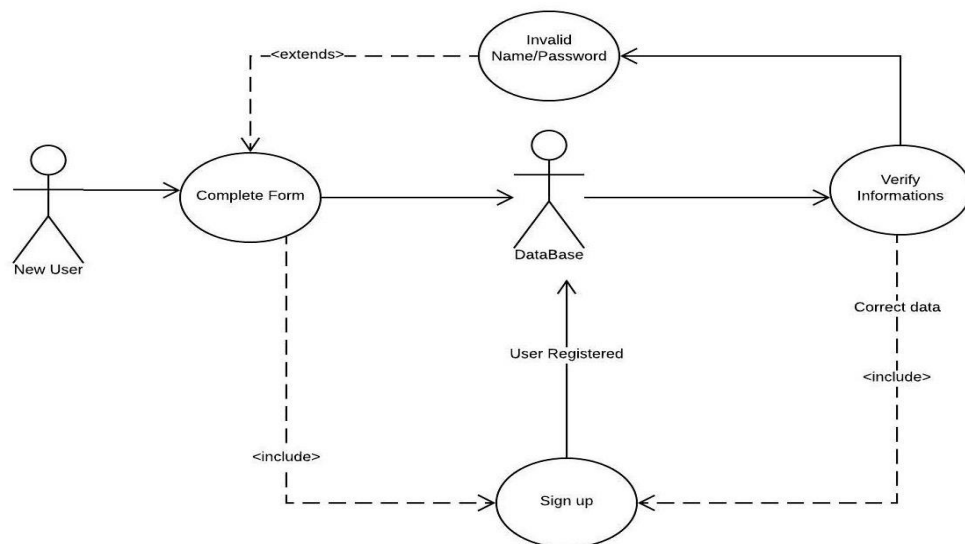 Invalid
Name/Password
<extends>
Complete Form
Verify
Informations
New User
DataBase
Correct data
User Registered
<include>
<include>
Sign up